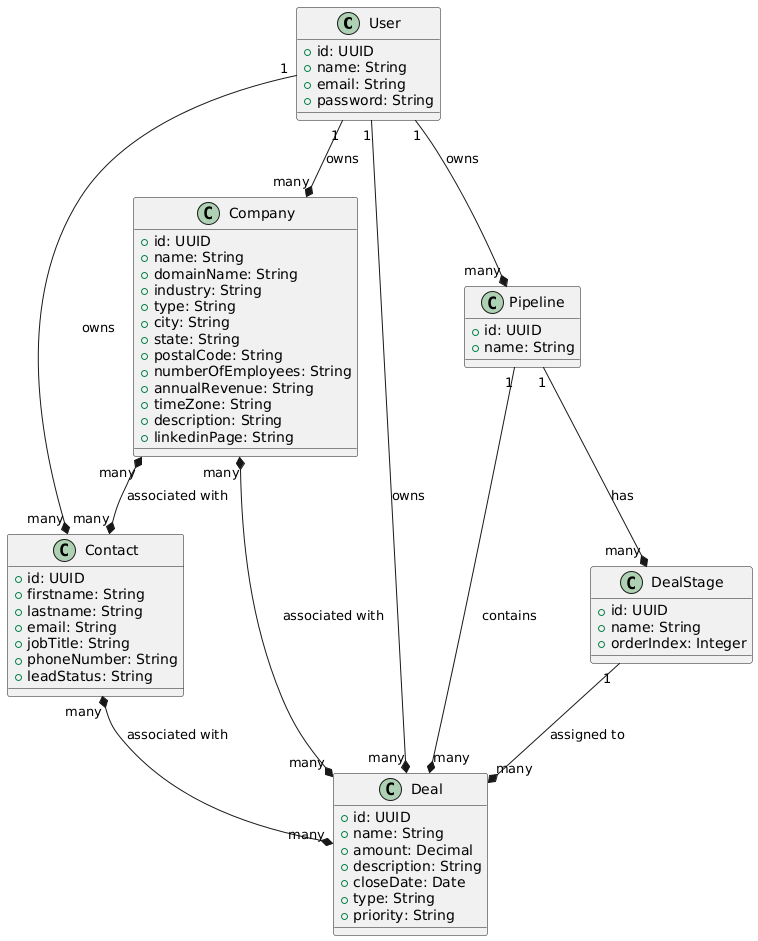 C User
id: UUID
name: String
email: String
password: String
1
1
1
1
owns
owns
many
C Company
id: UUID
name: String
domainName: String
industry: String
type: String
city: String
state: String
postalCode: String
numberOfEmployees: String
annualRevenue: String
timeZone: String
description: String
linkedinPage: String
many
C Pipeline
id: UUID
name: String
owns
1
1
many
many
associated with
owns
has
many
many
many
C Contact
id: UUID
firstname: String
lastname: String
email: String
jobTitle: String
phoneNumber: String
leadStatus: String
C DealStage
id: UUID
name: String
orderIndex: Integer
associated with
contains
1
many
associated with
assigned to
many
many
many
many
many
C Deal
id: UUID
name: String
amount: Decimal
description: String
closeDate: Date
type: String
priority: String